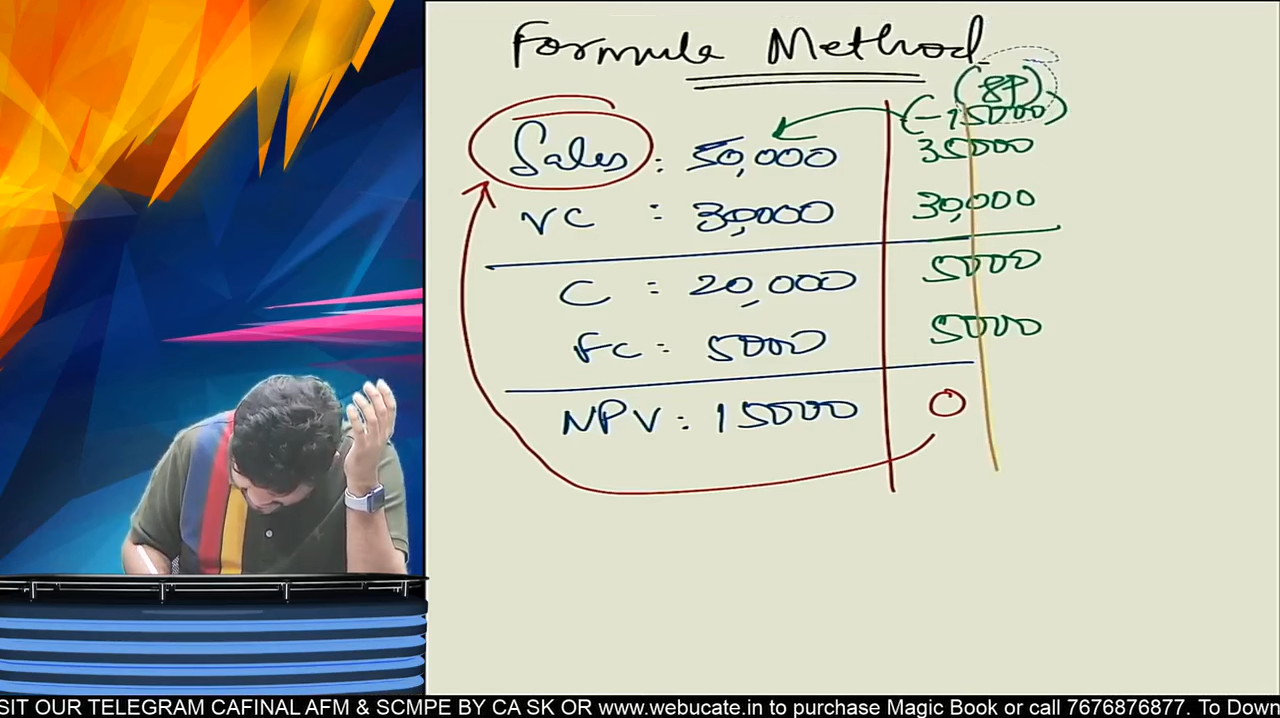 Formule Method
(SP)
(-15000)
Sales : 50,000 35000
VC : 30,000 30,000
C : 20,000 5000
FC : 5000 5000
NPV : 15000 0
SIT OUR TELEGRAM CAFINAL AFM & SCMPE BY CA SK OR www.webucate.in to purchase Magic Book or call 7676876877. To Down